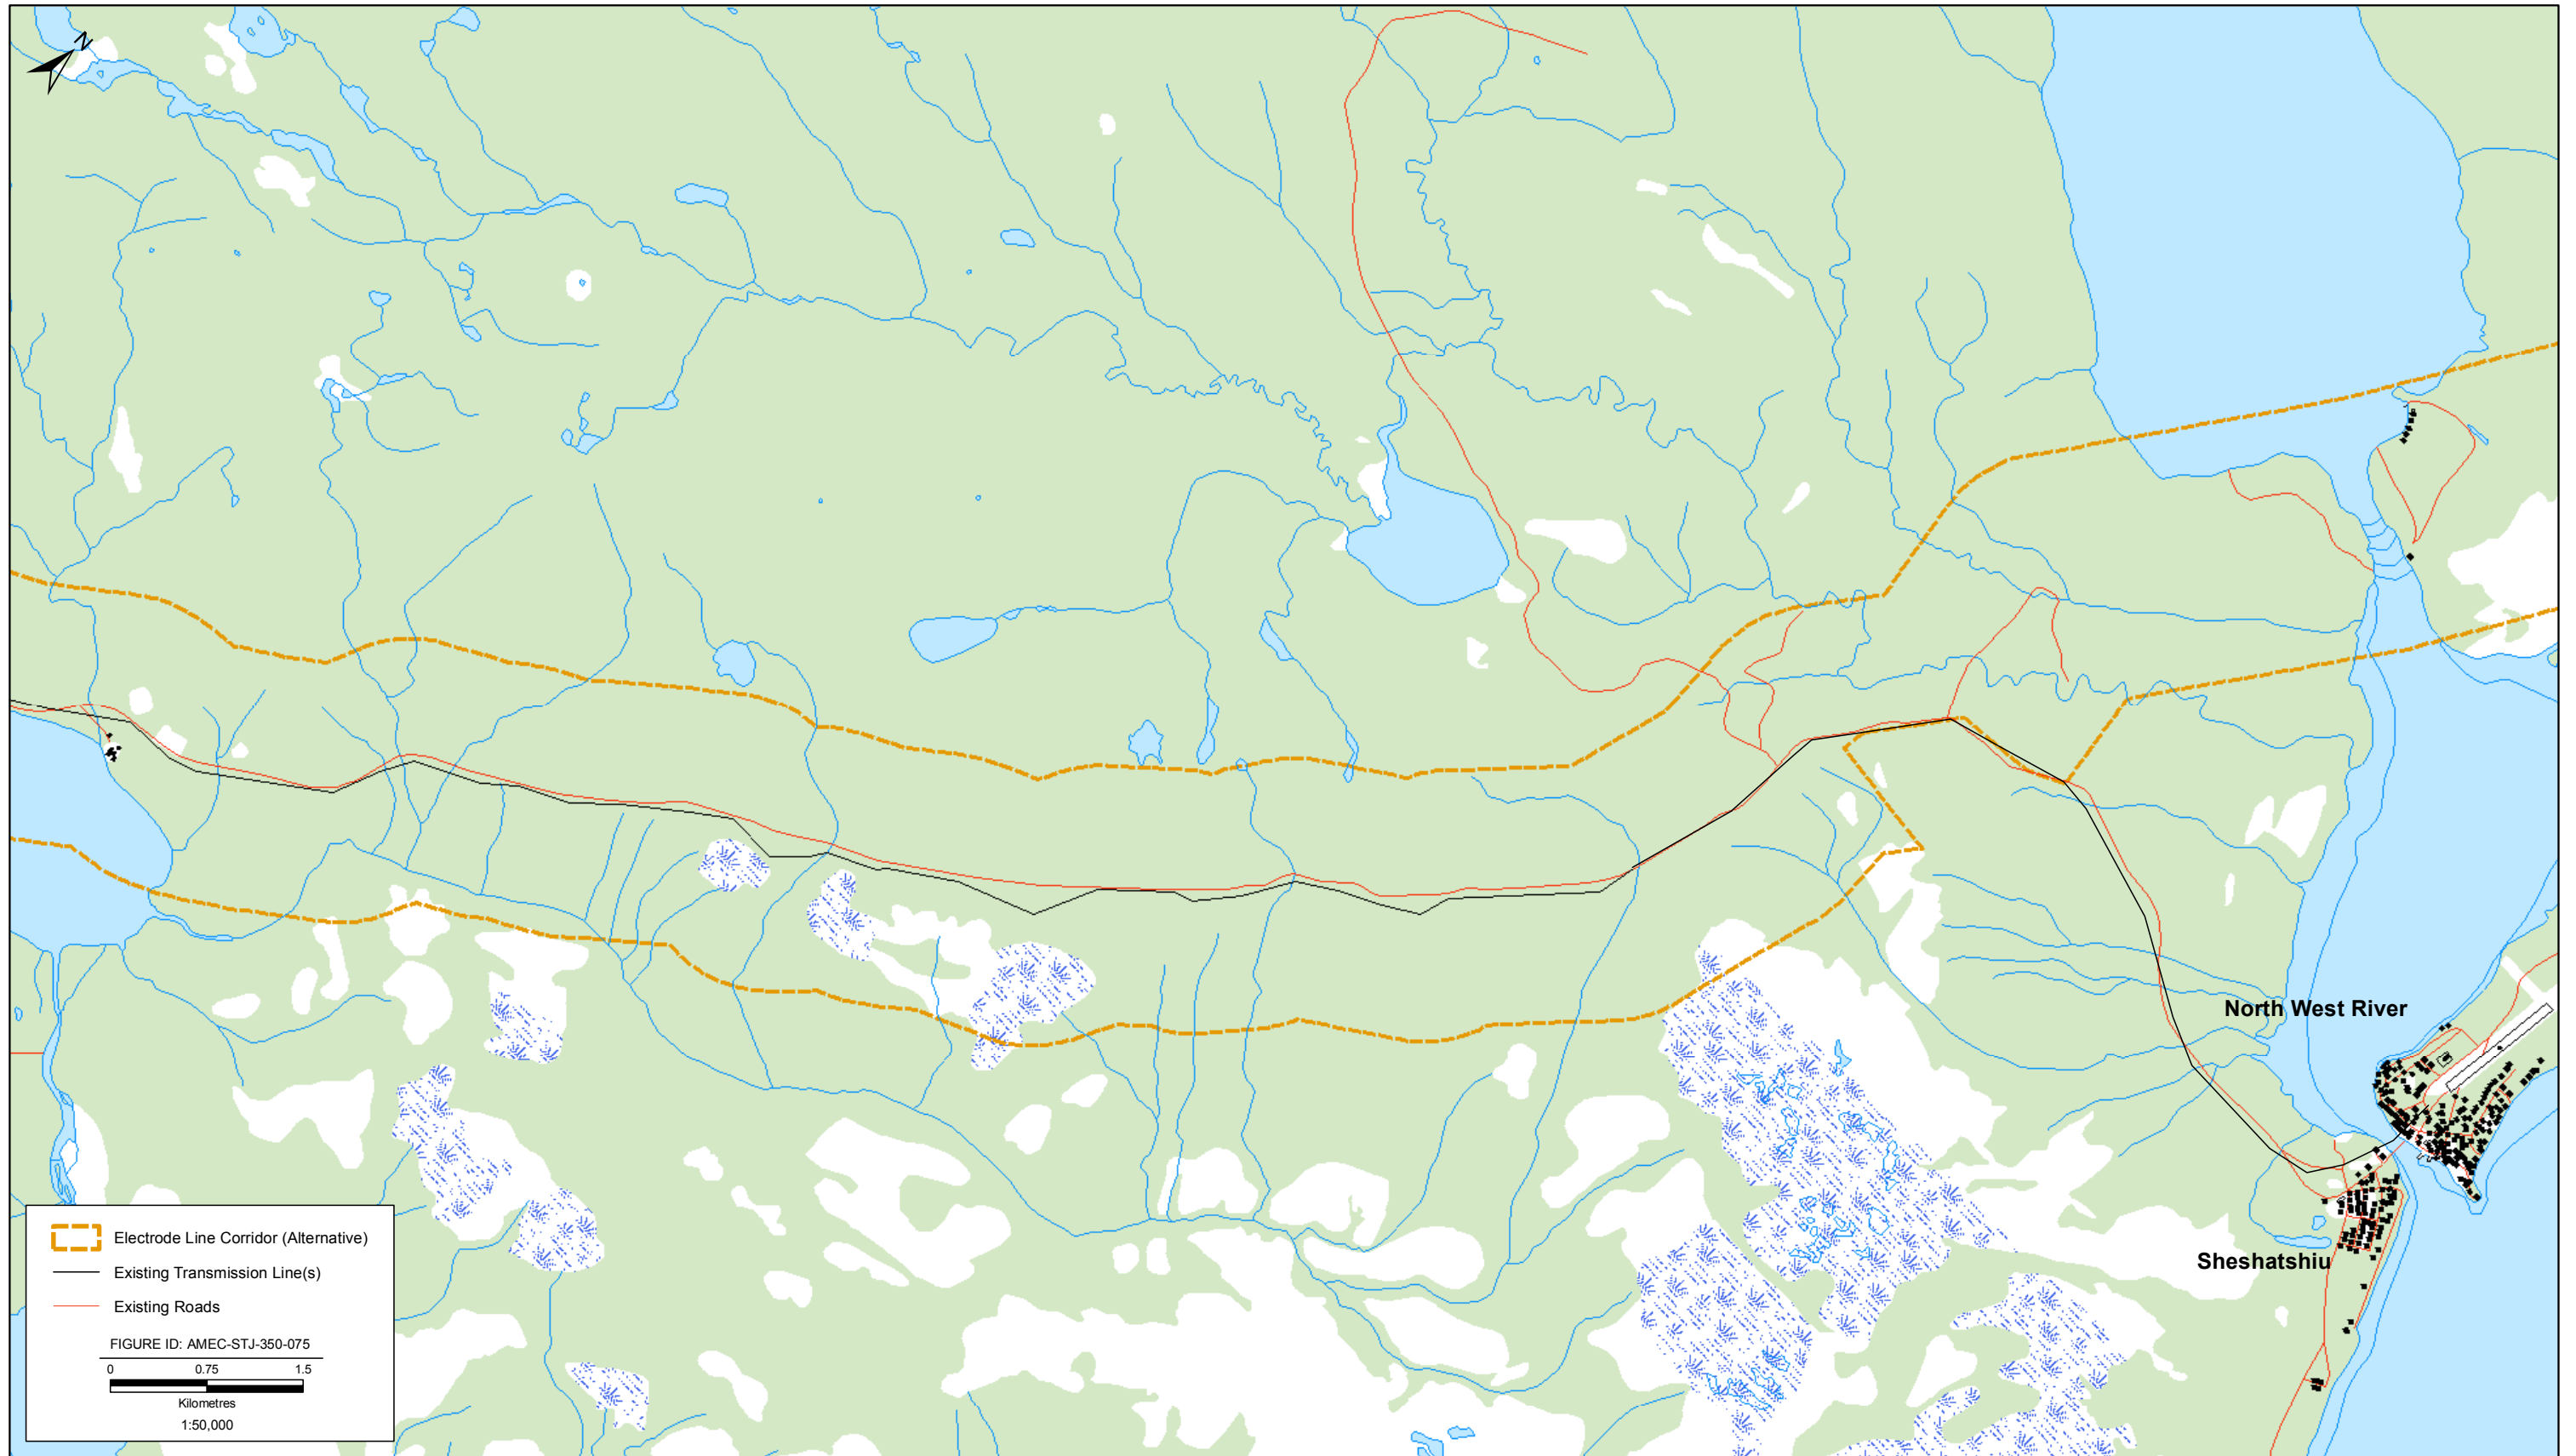 N
North West River
Sheshatshiu
Electrode Line Corridor (Alternative)
Existing Transmission Line(s)
Existing Roads
FIGURE ID: AMEC-STJ-350-075
0 0.75 1.5
Kilometres
1:50,000